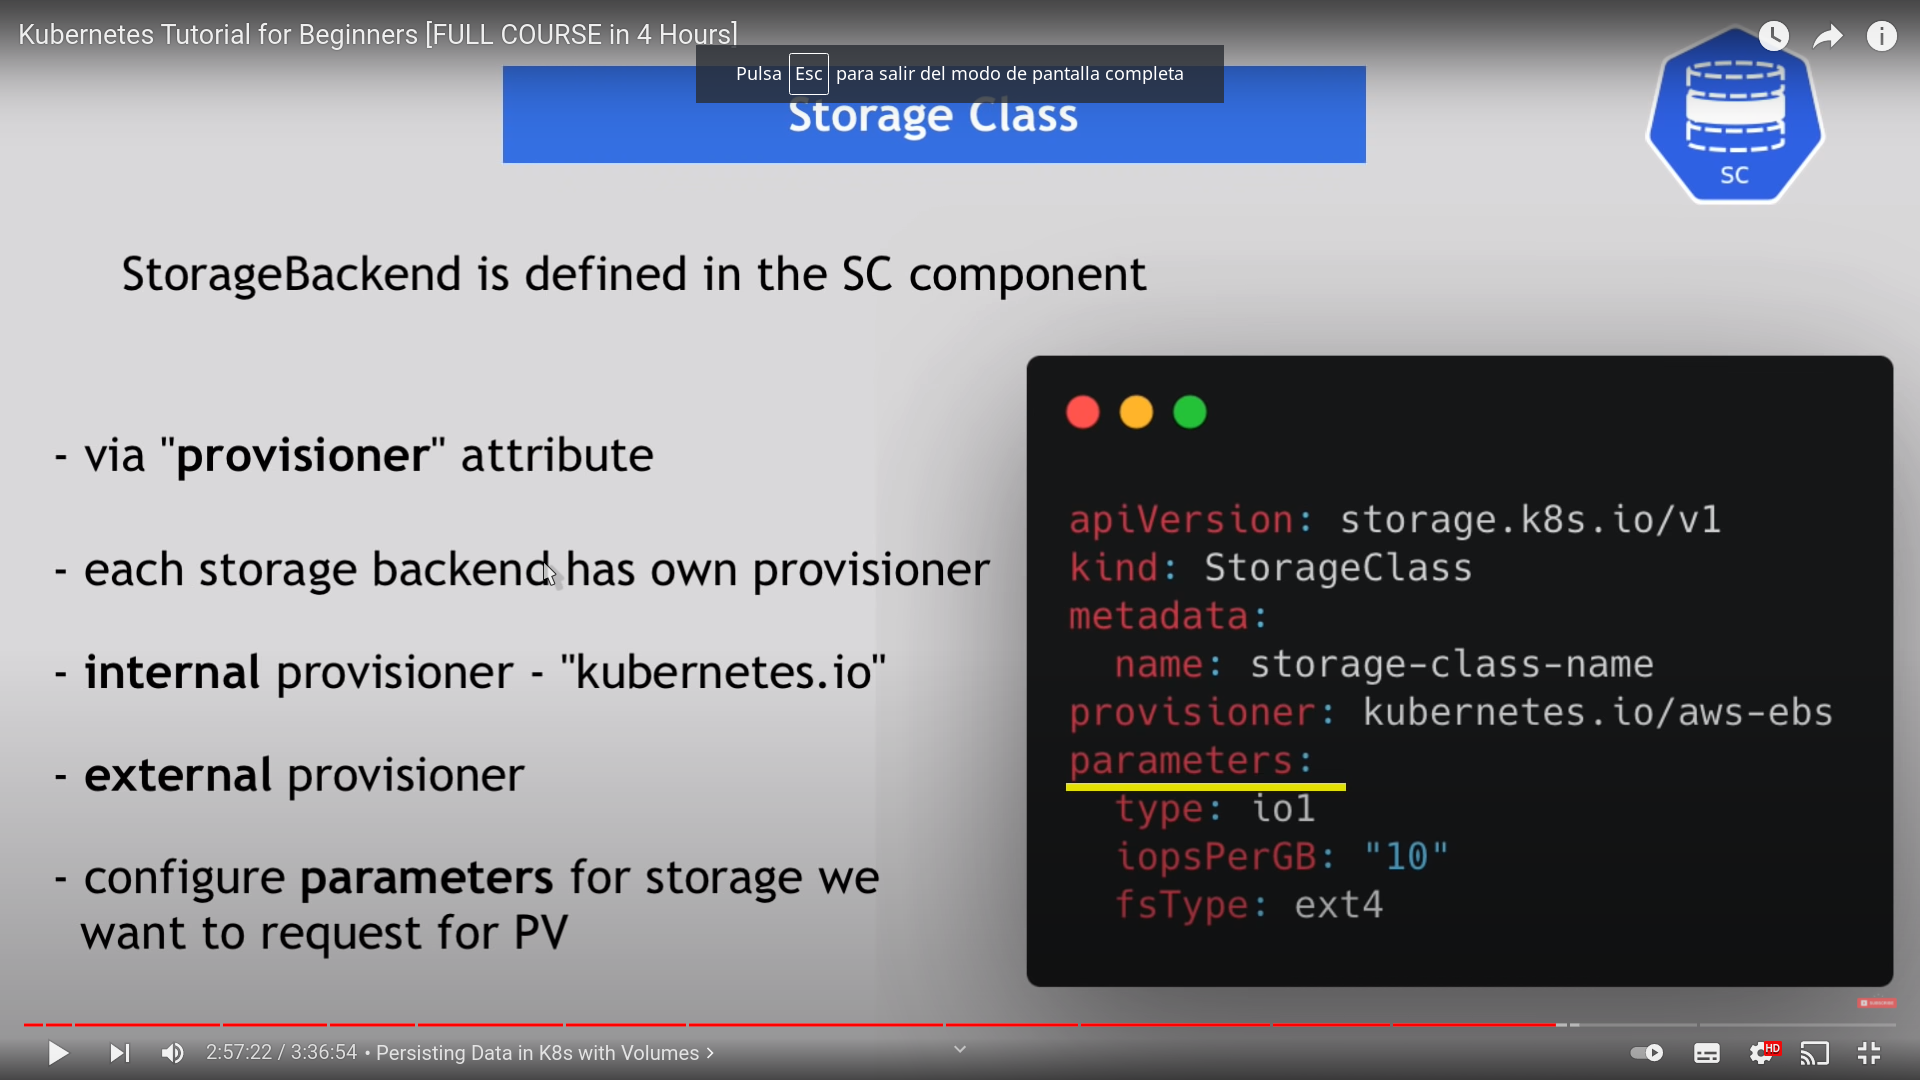 Kubernetes Tutorial for Beginners [FULL COURSE in 4 Hours]
Pulsa Esc para salir del modo de pantalla completa
Storage Class
SC
StorageBackend is defined in the SC component
- via "provisioner" attribute
- each storage backend has own provisioner
- internal provisioner - "kubernetes.io"
- external provisioner
- configure parameters for storage we
want to request for PV
apiVersion: storage.k8s.io/v1
kind: StorageClass
metadata:
name: storage-class-name
provisioner: kubernetes.io/aws-ebs
parameters:
type: io1
iopsPerGB: "10"
fsType: ext4
SUBSCRIBE
2:57:22 / 3:36:54 • Persisting Data in K8s with Volumes
HD